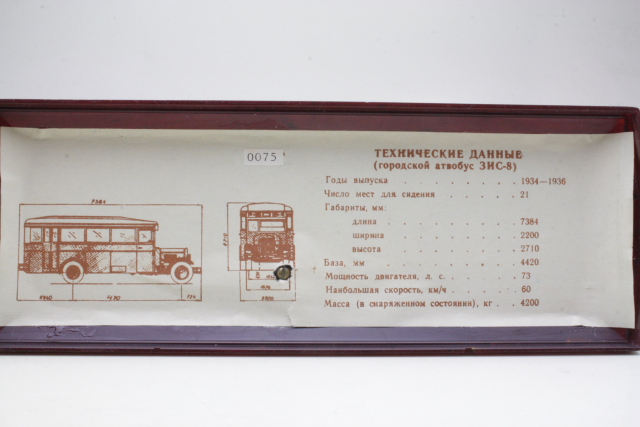 0075
ТЕХНИЧЕСКИЕ ДАННЫЕ
(городской атвобус ЗИС-8)
Годы выпуска . . . . . . . 1934—1936
Число мест для сидения . . . . . 21
Габариты, мм:
длина . . . . . . . 7384
ширина . . . . . . . 2200
высота . . . . . . . 2710
База, мм . . . . . . . . 4420
Мощность двигателя, л. с. . . . . 73
Наибольшая скорость, км/ч . . . . 60
Масса (в снаряженном состоянии), кг . . 4200
7384